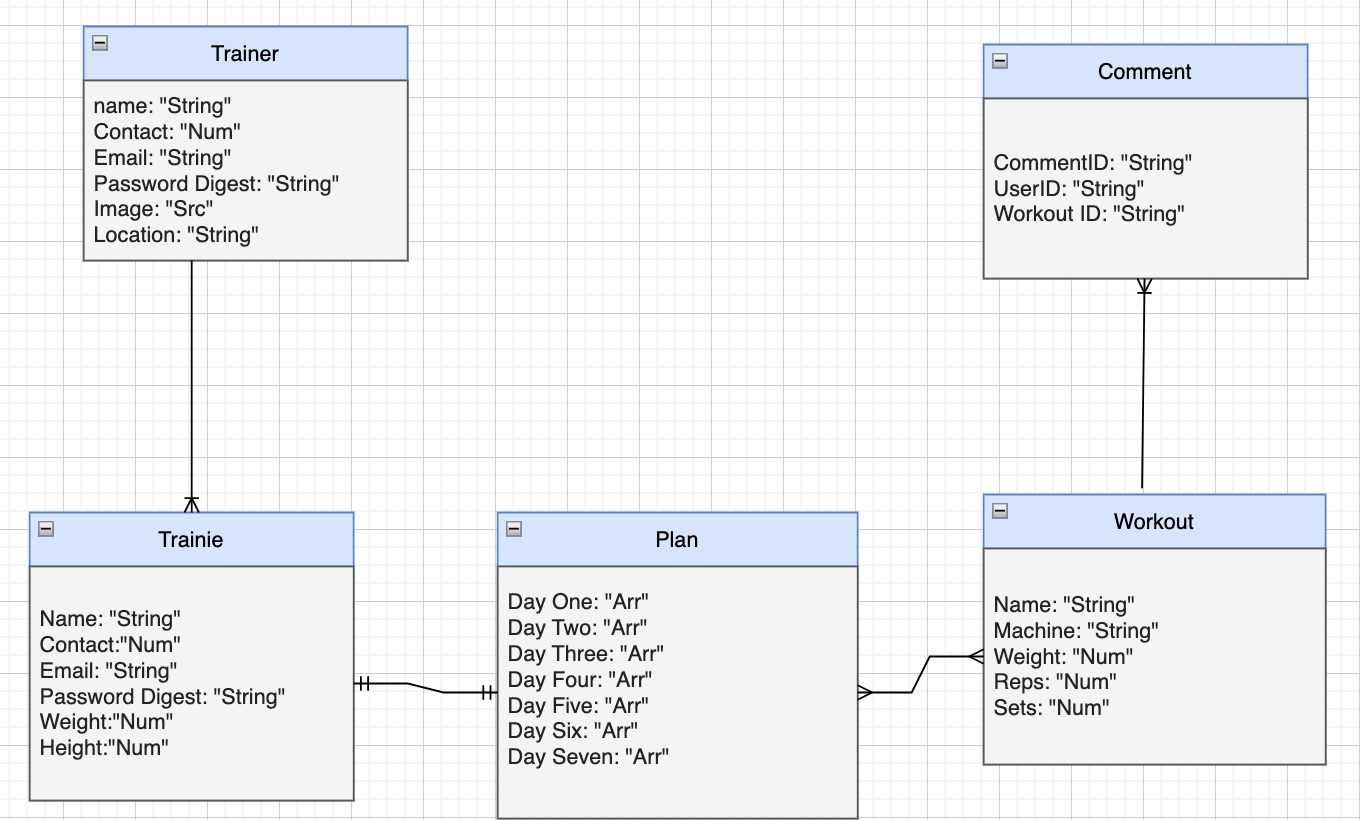 Trainer
name: "String"
Contact: "Num"
Email: "String"
Password Digest: "String"
Image: "Src"
Location: "String"
Comment
CommentID: "String"
UserID: "String"
Workout ID: "String"
Trainie
Name: "String"
Contact:"Num"
Email: "String"
Password Digest: "String"
Weight:"Num"
Height:"Num"
Plan
Day One: "Arr"
Day Two: "Arr"
Day Three: "Arr"
Day Four: "Arr"
Day Five: "Arr"
Day Six: "Arr"
Day Seven: "Arr"
Workout
Name: "String"
Machine: "String"
Weight: "Num"
Reps: "Num"
Sets: "Num"